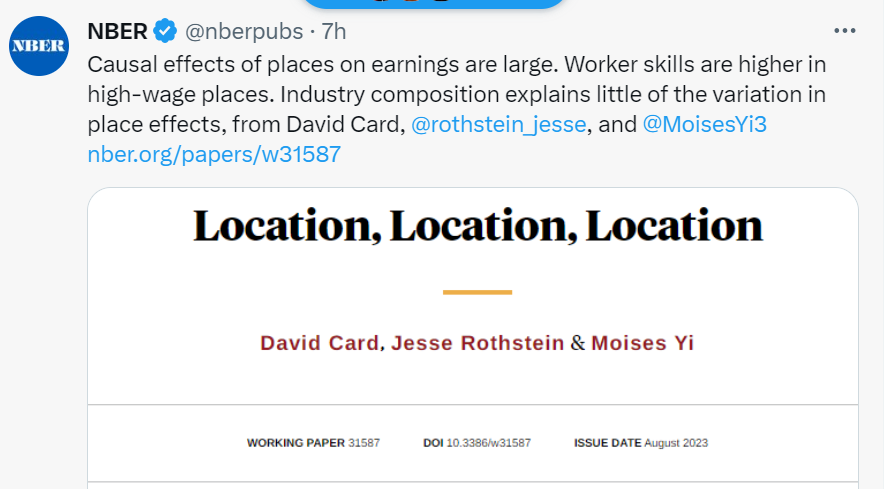 NBER
NBER @nberpubs · 7h
Causal effects of places on earnings are large. Worker skills are higher in
high-wage places. Industry composition explains little of the variation in
place effects, from David Card, @rothstein_jesse, and @MoisesYi3
nber.org/papers/w31587
Location, Location, Location
David Card, Jesse Rothstein & Moises Yi
WORKING PAPER 31587 DOI 10.3386/w31587 ISSUE DATE August 2023